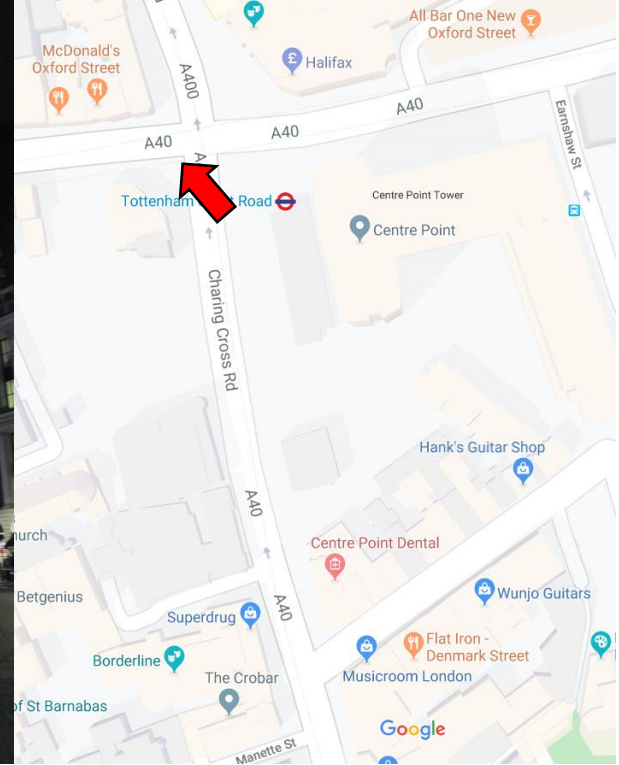 McDonald's
Oxford Street
All Bar One New
Oxford Street
Halifax
A400
A40
A40
A40
Earnshaw St
Tottenham
Road
Centre Point Tower
Centre Point
Charing Cross Rd
Hank's Guitar Shop
A40
Centre Point Dental
Betgenius
Wunjo Guitars
A40
Superdrug
Flat Iron -
Denmark Street
Borderline
The Crobar
Musicroom London
of St Barnabas
Google
Manette St